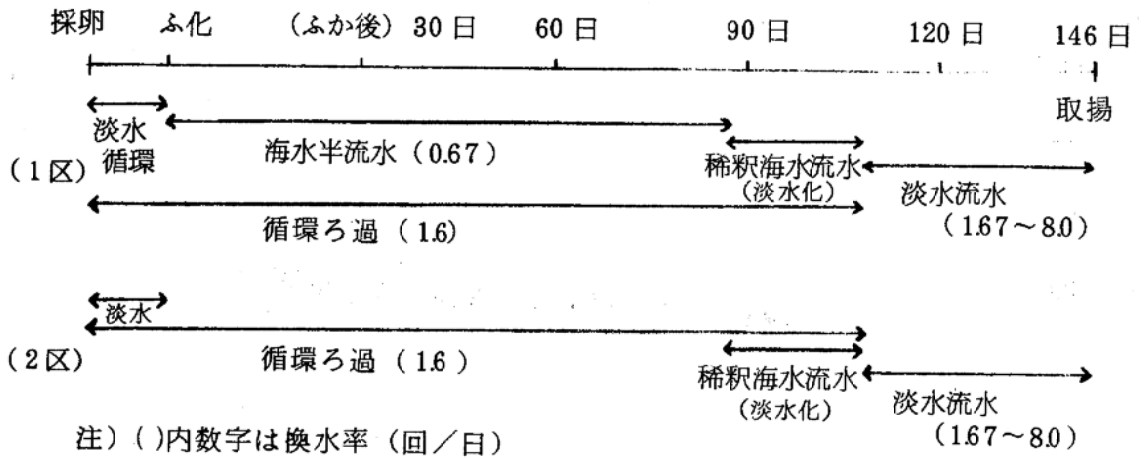 採卵 ふ化 (ふか後) 30日 60日 90日 120日 146日
取揚
(1区)
淡水
循環
海水半流水(0.67)
稀釈海水流水
(淡水化)
淡水流水
(1.67～8.0)
循環ろ過(1.6)
(2区)
淡水
循環ろ過(1.6)
稀釈海水流水
(淡水化)
淡水流水
(1.67～8.0)
注)( )内数字は換水率(回/日)